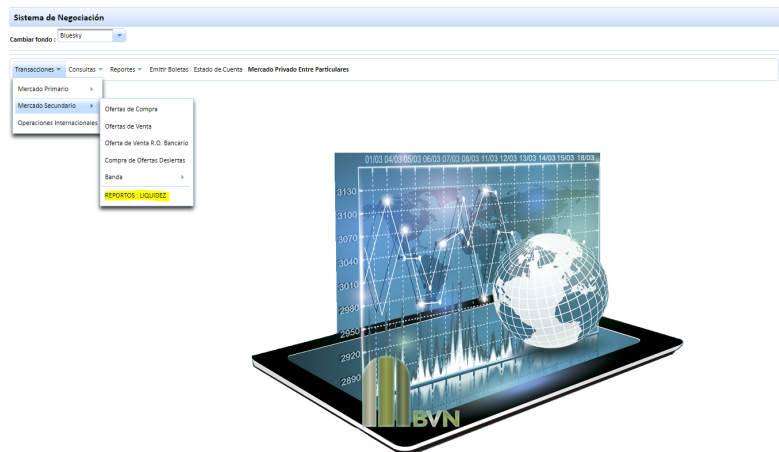 Sistema de Negociación
Cambiar fondo : Bluesky
Transacciones Consultas Reportes Emitir Boletas Estado de Cuenta Mercado Privado Entre Particulares
Mercado Primario
Mercado Secundario
Operaciones Internacionales
Ofertas de Compra
Ofertas de Venta
Oferta de Venta R.O. Bancario
Compra de Ofertas Desiertas
Banda
REPORTOS : LIQUIDEZ
01/03 04/03 05/03 06/03 07/03 08/03 11/03 12/03 13/03 14/03 15/03 18/03
3130
3100
3070
3040
3010
2980
2950
2920
2890
BVN